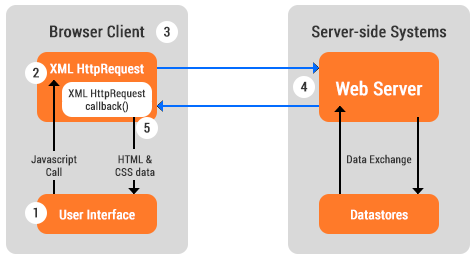 Browser Client
3
Server-side Systems
2
XML HttpRequest
XML HttpRequest
callback()
5
4
Web Server
Javascript
Call
HTML &
CSS data
Data Exchange
1
User Interface
Datastores